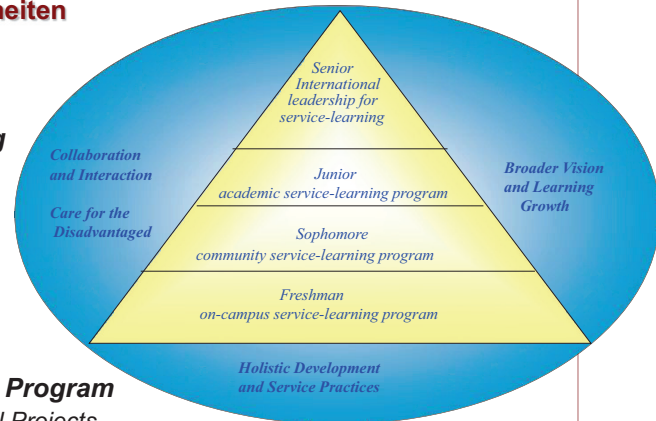 Senior
International
leadership for
service-learning
Collaboration
and Interaction
Care for the
Disadvantaged
Broader Vision
and Learning
Growth
Junior
academic service-learning program
Sophomore
community service-learning program
Freshman
on-campus service-learning program
Holistic Development
and Service Practices
Program
Projects